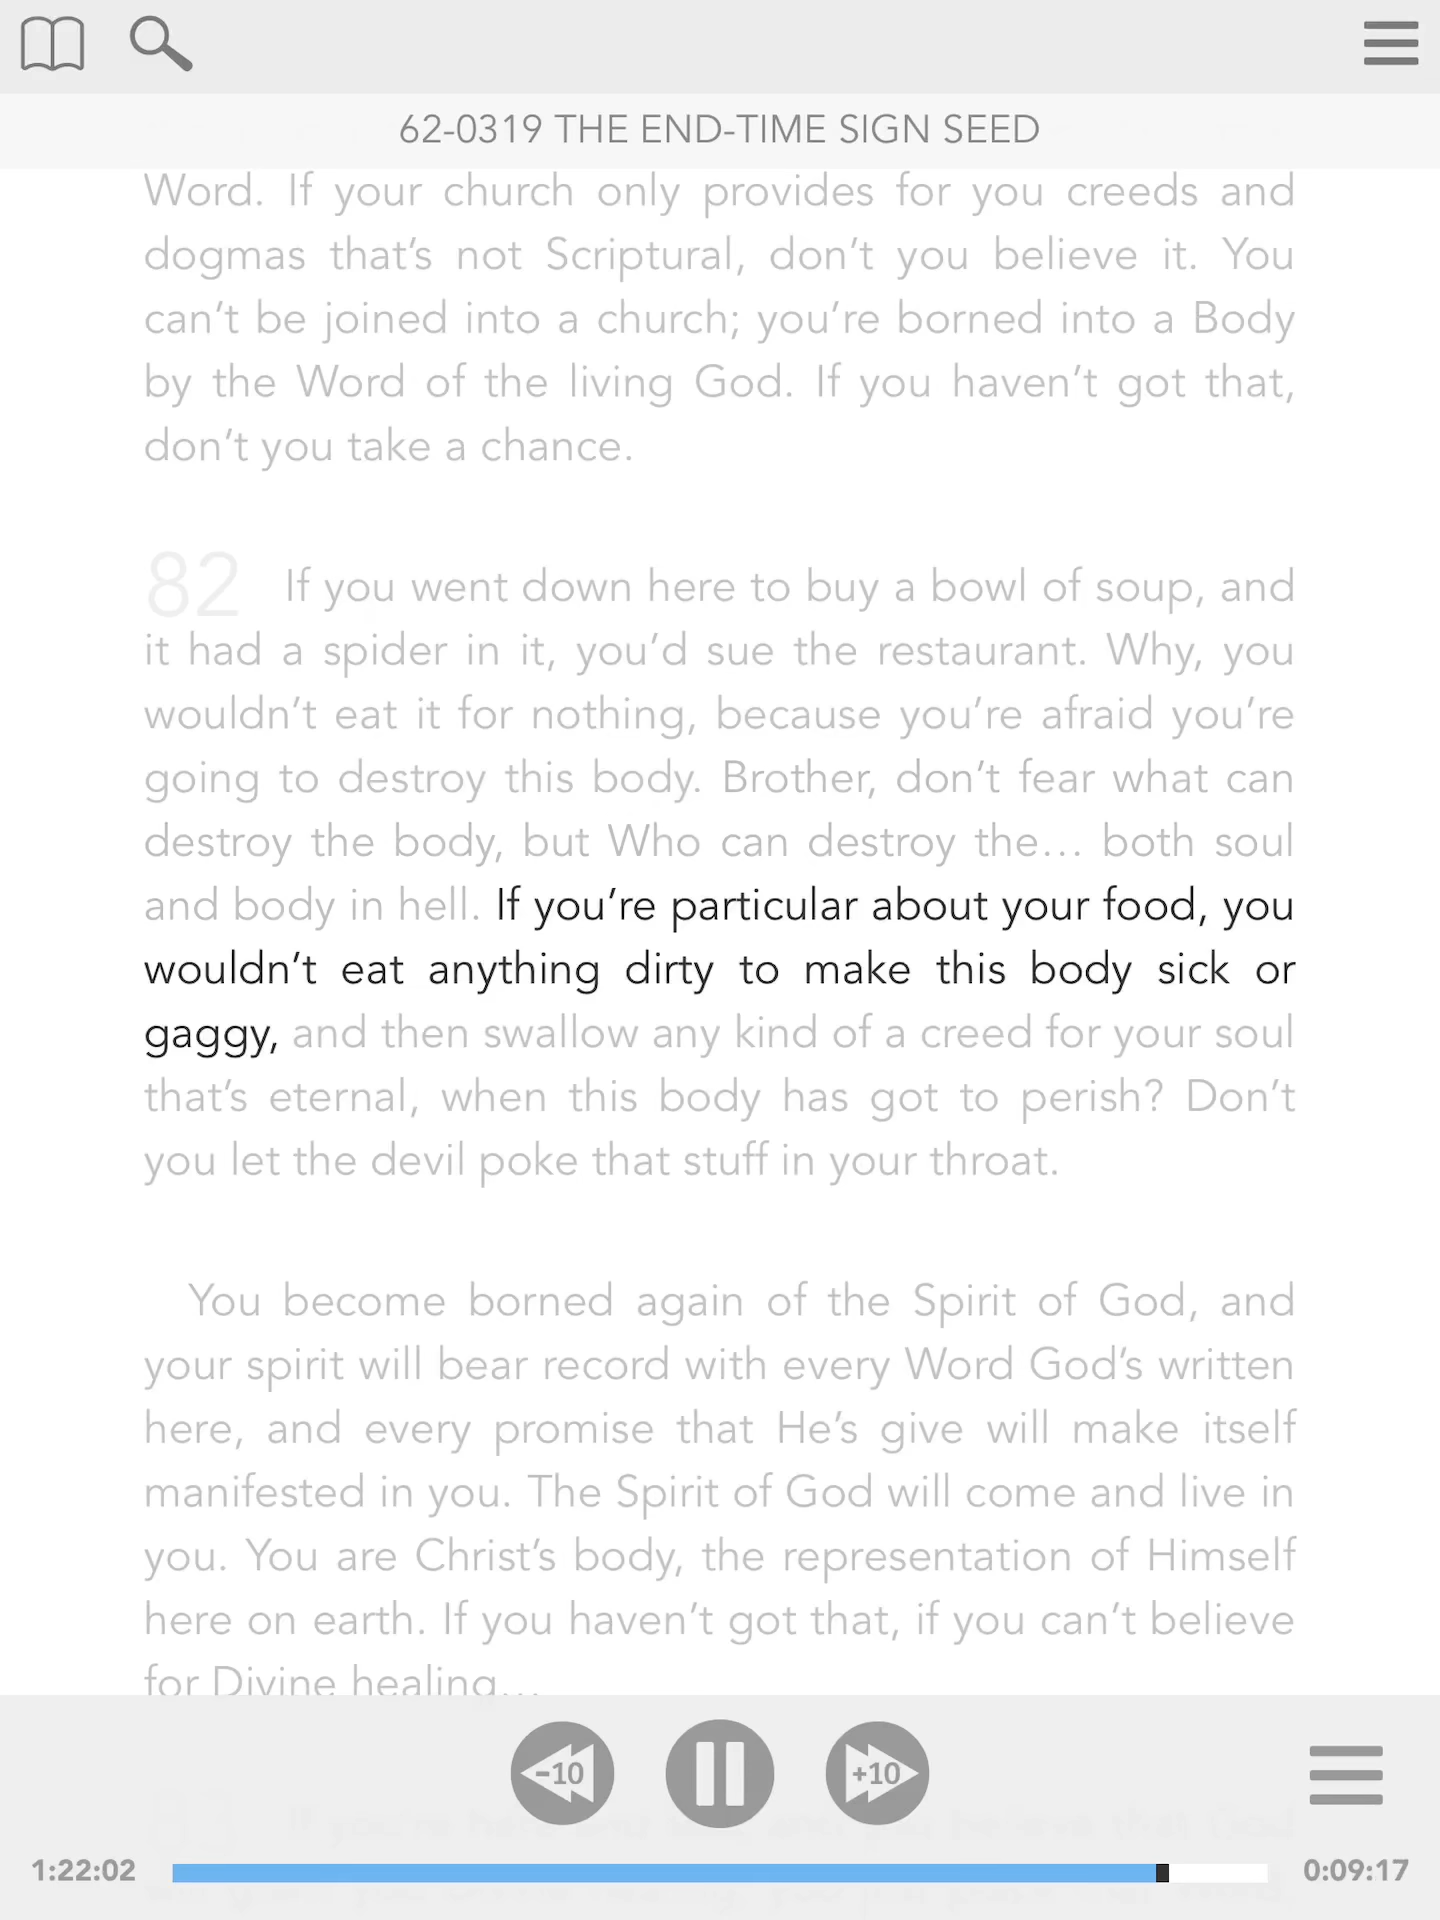 62-0319 THE END-TIME SIGN SEED
Word. If your church only provides for you creeds and
dogmas that's not Scriptural, don't you believe it. You
can't be joined into a church; you're borned into a Body
by the Word of the living God. If you haven't got that,
don't you take a chance.
82 If you went down here to buy a bowl of soup, and
it had a spider in it, you'd sue the restaurant. Why, you
wouldn't eat it for nothing, because you're afraid you're
going to destroy this body. Brother, don't fear what can
destroy the body, but Who can destroy the… both soul
and body in hell. If you're particular about your food, you
wouldn't eat anything dirty to make this body sick or
gaggy, and then swallow any kind of a creed for your soul
that's eternal, when this body has got to perish? Don't
you let the devil poke that stuff in your throat.
You become borned again of the Spirit of God, and
your spirit will bear record with every Word God's written
here, and every promise that He's give will make itself
manifested in you. The Spirit of God will come and live in
you. You are Christ's body, the representation of Himself
here on earth. If you haven't got that, if you can't believe
for Divine healing…
-10 +10
1:22:02 0:09:17